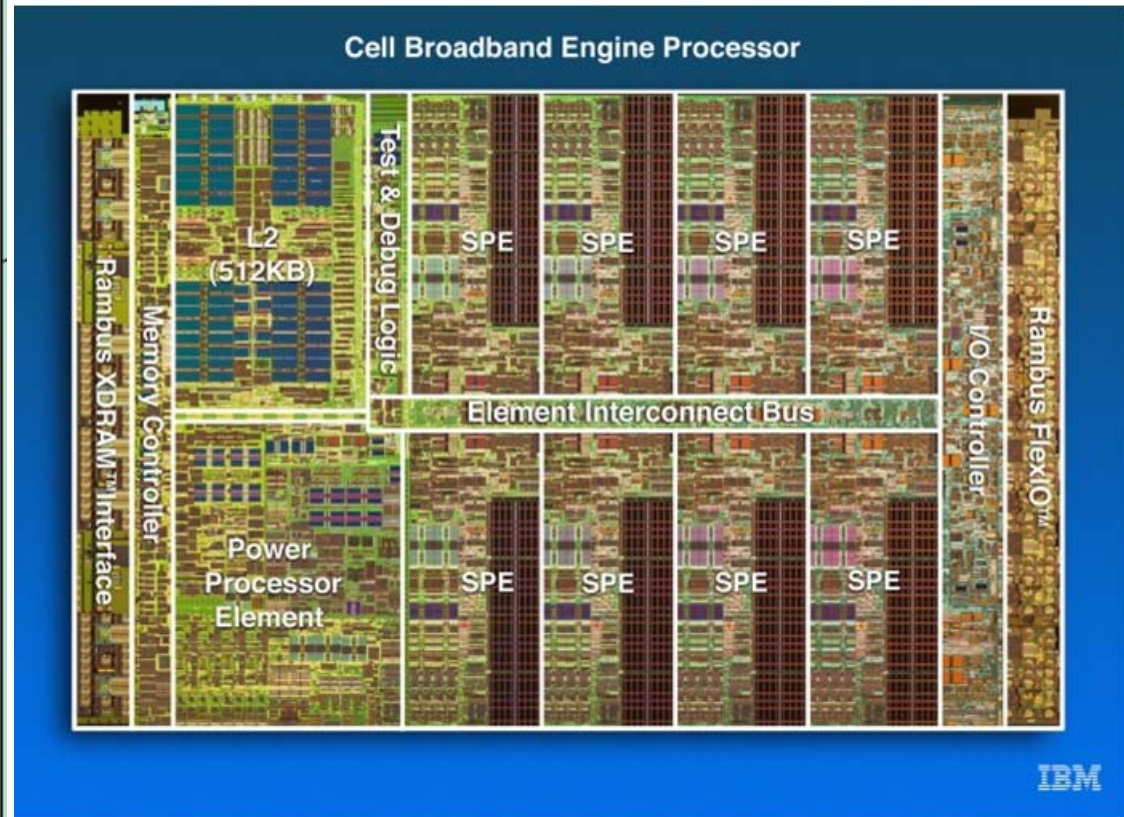 Cell Broadband Engine Processor
Rambus XDRAM™ Interface
Memory Controller
L2
(512KB)
Test & Debug Logic
SPE
SPE
SPE
SPE
I/O Controller
Rambus FlexIO™
Element Interconnect Bus
Power
Processor
Element
SPE
SPE
SPE
SPE
IBM